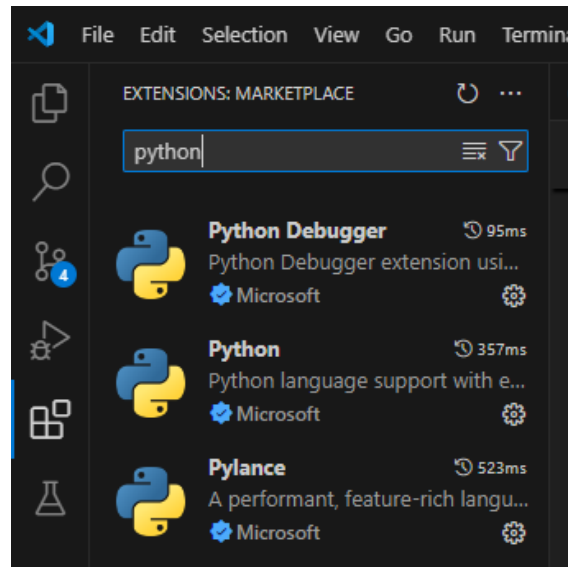 File Edit Selection View Go Run Termin
EXTENSIONS: MARKETPLACE
python
Python Debugger 95ms
Python Debugger extension usi...
Microsoft
4
Python 357ms
Python language support with e...
Microsoft
Pylance 523ms
A performant, feature-rich langu...
Microsoft